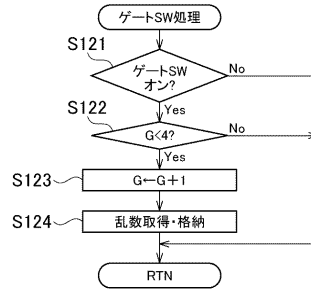 ゲートSW処理
S121
ゲートSW
オン?
No
Yes
S122
G<4?
No
Yes
S123
G←G+1
S124
乱数取得・格納
RTN